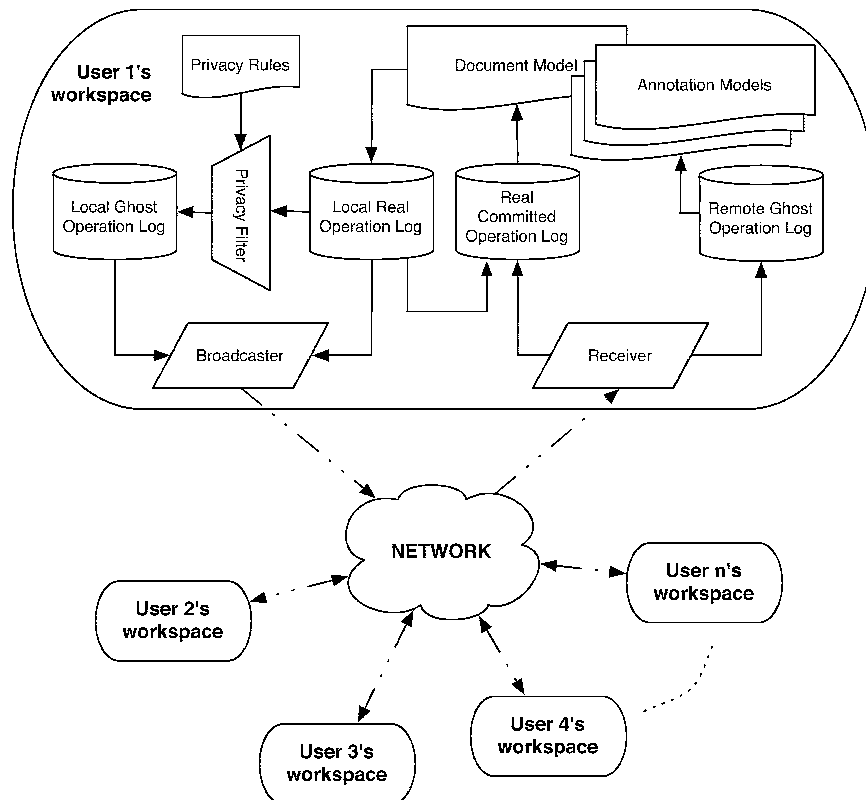 User 1's
workspace
Privacy Rules
Document Model
Annotation Models
Local Ghost
Operation Log
Privacy Filter
Local Real
Operation Log
Real
Committed
Operation Log
Remote Ghost
Operation Log
Broadcaster
Receiver
NETWORK
User 2's
workspace
User n's
workspace
User 3's
workspace
User 4's
workspace